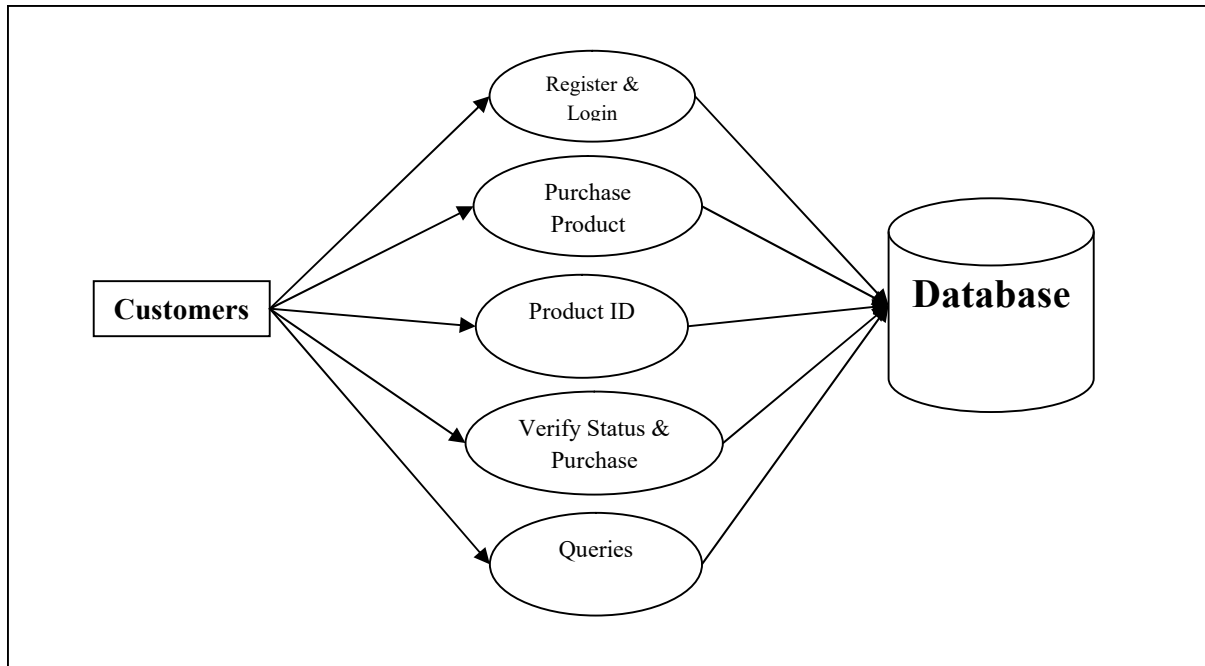 Register &
Login
Purchase
Product
Customers
Product ID
Database
Verify Status &
Purchase
Queries